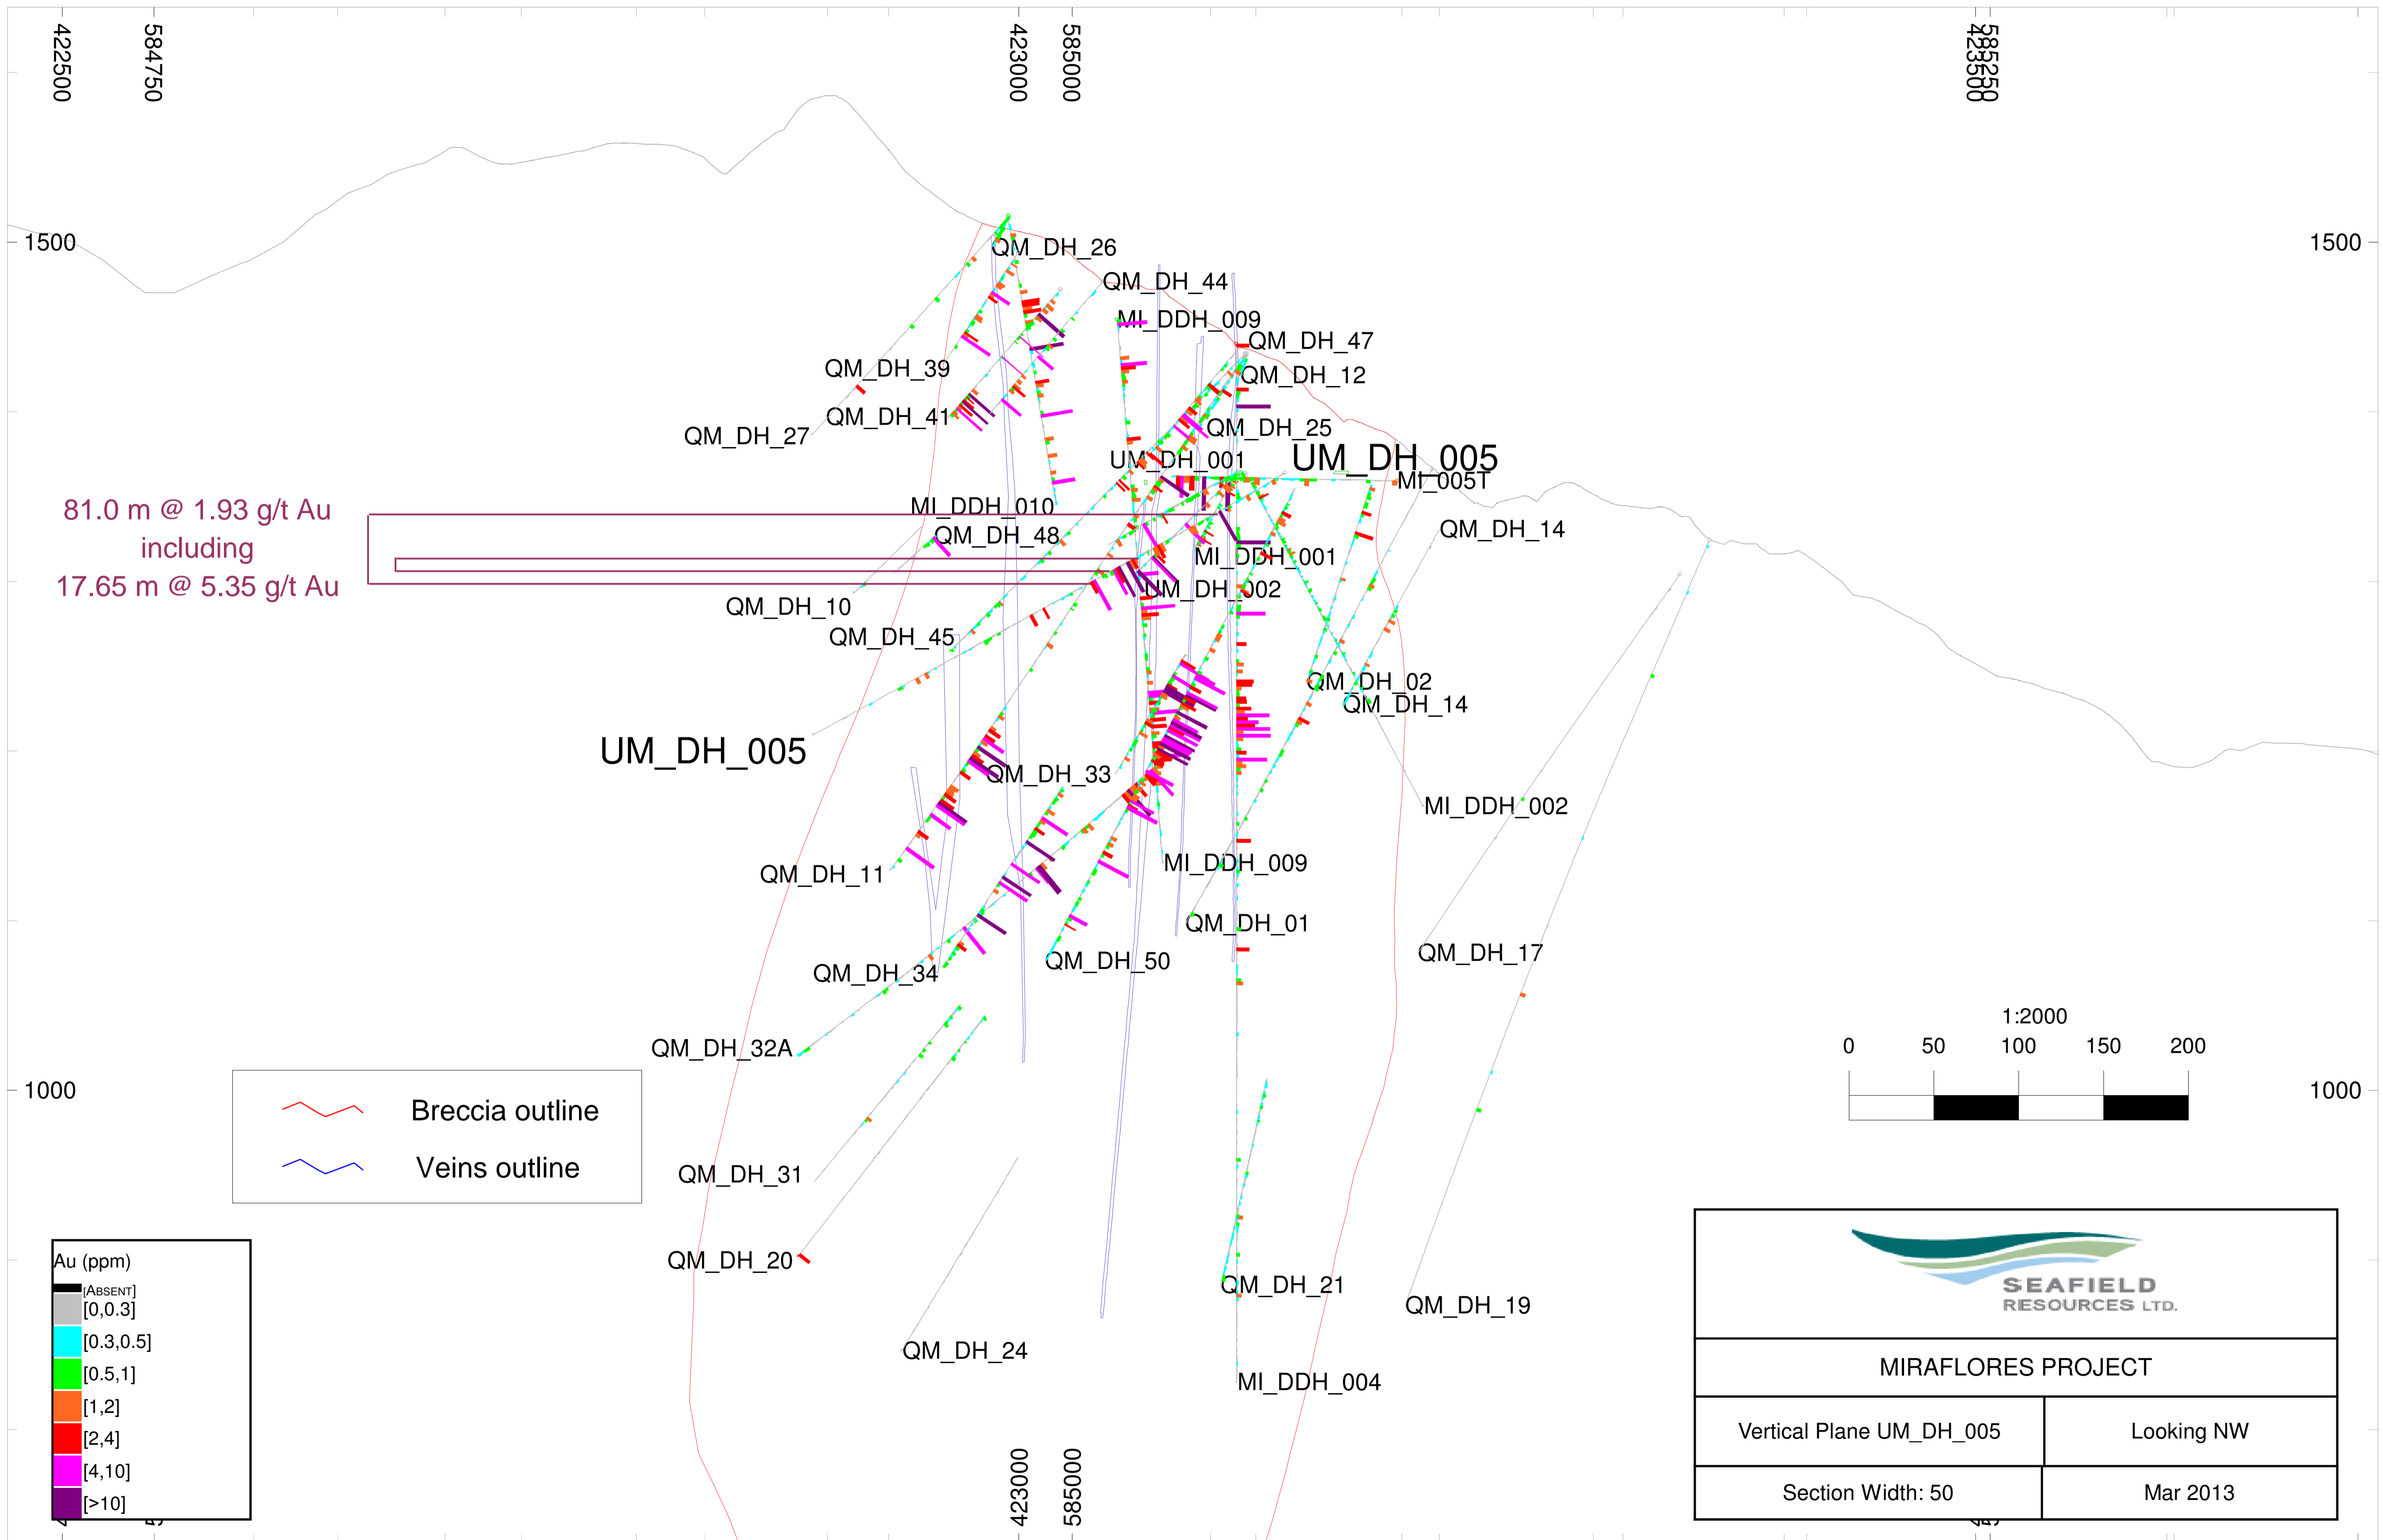 422500
584750
423000
585000
423500
585250
1500
1500
QM_DH_26
QM_DH_44
MI_DDH_009
QM_DH_47
QM_DH_39
QM_DH_12
QM_DH_41
QM_DH_27
QM_DH_25
UM_DH_001
UM_DH_005
MI_005T
81.0 m @ 1.93 g/t Au
including
17.65 m @ 5.35 g/t Au
MI_DDH_010
QM_DH_48
QM_DH_14
MI_DDH_001
UM_DH_002
QM_DH_10
QM_DH_45
QM_DH_02
QM_DH_14
UM_DH_005
QM_DH_33
MI_DDH_002
QM_DH_11
MI_DDH_009
QM_DH_01
QM_DH_17
QM_DH_34
QM_DH_50
QM_DH_32A
1:2000
0 50 100 150 200
1000
1000
Breccia outline
Veins outline
QM_DH_31
QM_DH_20
QM_DH_21
QM_DH_19
QM_DH_24
MI_DDH_004
423000
585000
Au (ppm)
[ABSENT]
[0,0.3]
[0.3,0.5]
[0.5,1]
[1,2]
[2,4]
[4,10]
[>10]
SEAFIELD
RESOURCES LTD.
MIRAFLORES PROJECT
Vertical Plane UM_DH_005
Looking NW
Section Width: 50
Mar 2013